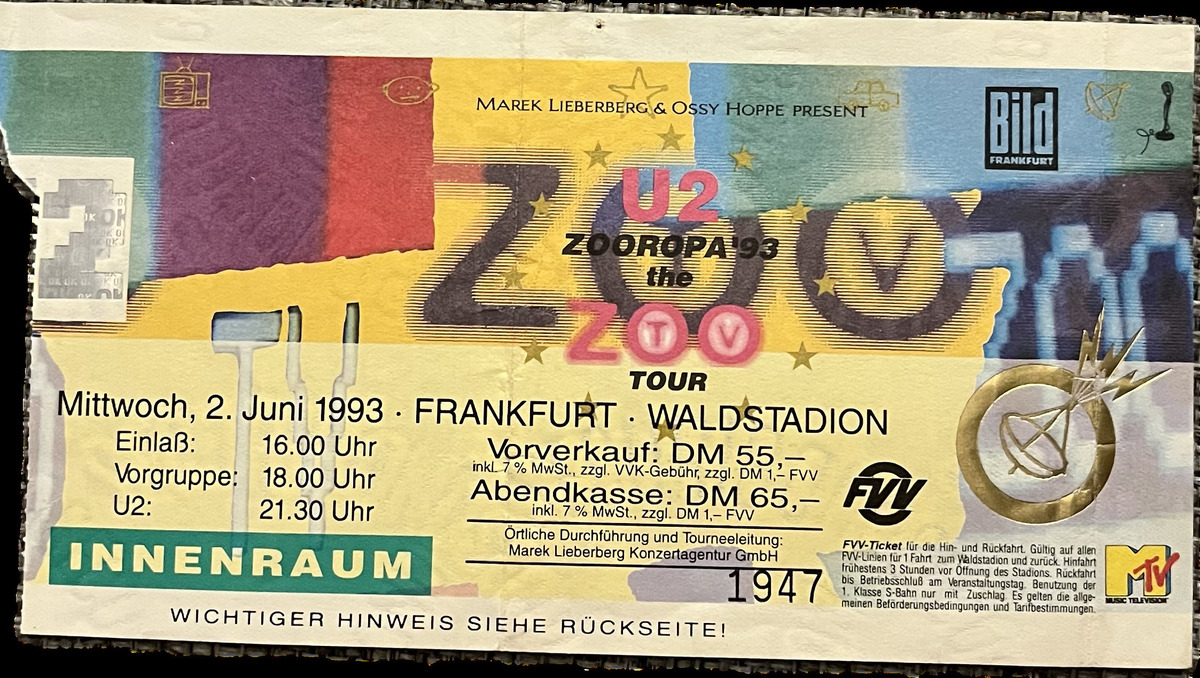 MAREK LIEBERBERG & OSSY HOPPE PRESENT
Bild
FRANKFURT
ZOO
TV
U2
ZOOROPA'93
the
ZOO
TV
TOUR
Mittwoch, 2. Juni 1993 · FRANKFURT · WALDSTADION
Einlaß: 16.00 Uhr
Vorgruppe: 18.00 Uhr
U2: 21.30 Uhr
INNENRAUM
Vorverkauf: DM 55,–
inkl. 7 % MwSt., zzgl. VVK-Gebühr, zzgl. DM 1,– FVV
Abendkasse: DM 65,–
inkl. 7 % MwSt., zzgl. DM 1,– FVV
Örtliche Durchführung und Tourneeleitung:
Marek Lieberberg Konzertagentur GmbH
1947
FVV
FVV-Ticket für die Hin- und Rückfahrt. Gültig auf allen
FVV-Linien für 1 Fahrt zum Waldstadion und zurück. Hinfahrt
frühestens 3 Stunden vor Öffnung des Stadions. Rückfahrt
bis Betriebsschluß am Veranstaltungstag. Benutzung der
1. Klasse S-Bahn nur mit Zuschlag. Es gelten die allge-
meinen Beförderungsbedingungen und Tarifbestimmungen.
MTV
MUSIC TELEVISION
WICHTIGER HINWEIS SIEHE RÜCKSEITE!